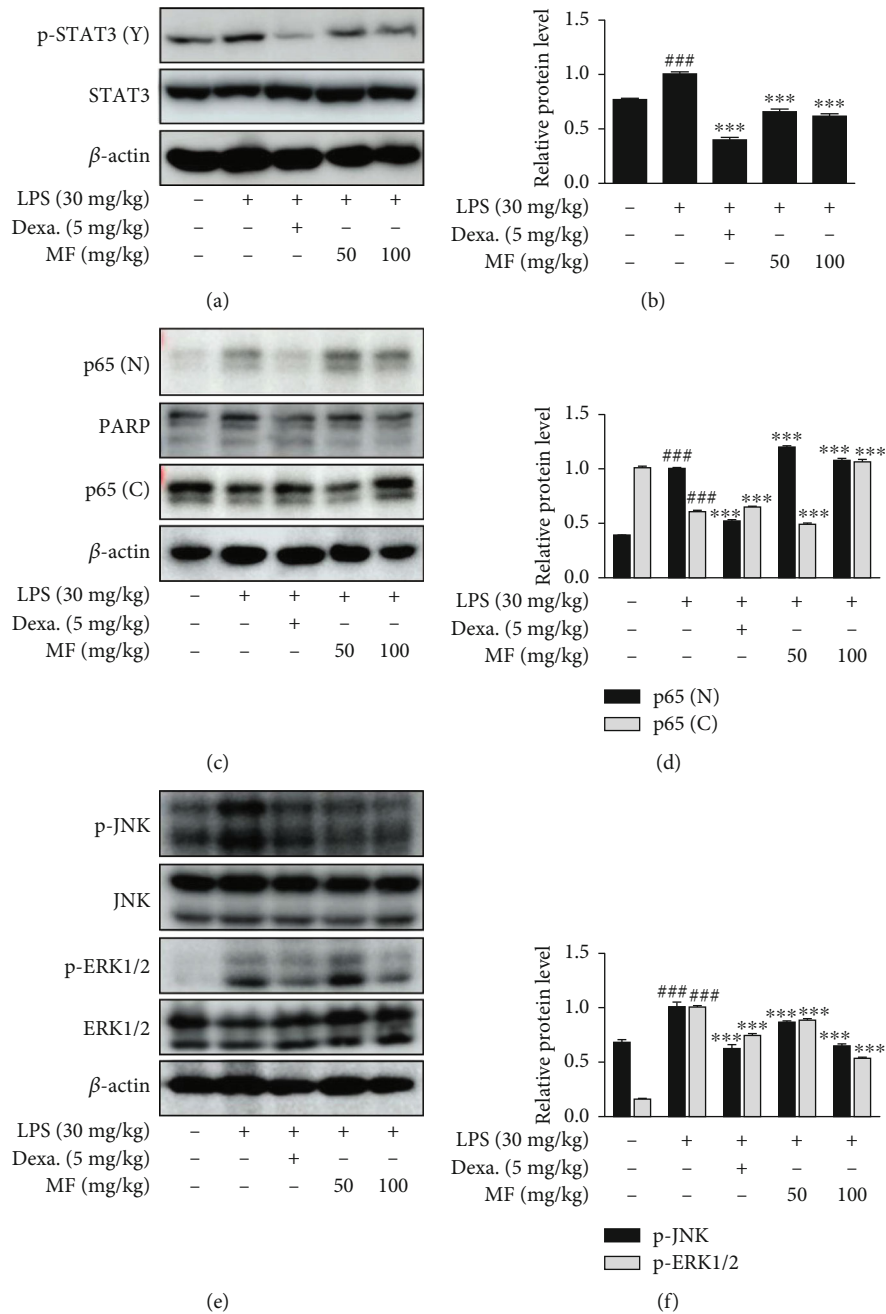 p-STAT3 (Y)
STAT3
β-actin
LPS (30 mg/kg) – + + + +
Dexa. (5 mg/kg) – – + – –
MF (mg/kg) – – – 50 100
(a)
Relative protein level
1.5
1.0
0.5
0.0
###
***
***
***
LPS (30 mg/kg) – + + + +
Dexa. (5 mg/kg) – – + – –
MF (mg/kg) – – – 50 100
(b)
p65 (N)
PARP
p65 (C)
β-actin
LPS (30 mg/kg) – + + + +
Dexa. (5 mg/kg) – – + – –
MF (mg/kg) – – – 50 100
(c)
Relative protein level
1.5
1.0
0.5
0.0
###
###
***
***
***
***
***
***
LPS (30 mg/kg) – + + + +
Dexa. (5 mg/kg) – – + – –
MF (mg/kg) – – – 50 100
p65 (N)
p65 (C)
(d)
p-JNK
JNK
p-ERK1/2
ERK1/2
β-actin
LPS (30 mg/kg) – + + + +
Dexa. (5 mg/kg) – – + – –
MF (mg/kg) – – – 50 100
(e)
Relative protein level
1.5
1.0
0.5
0.0
###
###
***
***
***
***
***
***
LPS (30 mg/kg) – + + + +
Dexa. (5 mg/kg) – – + – –
MF (mg/kg) – – – 50 100
p-JNK
p-ERK1/2
(f)